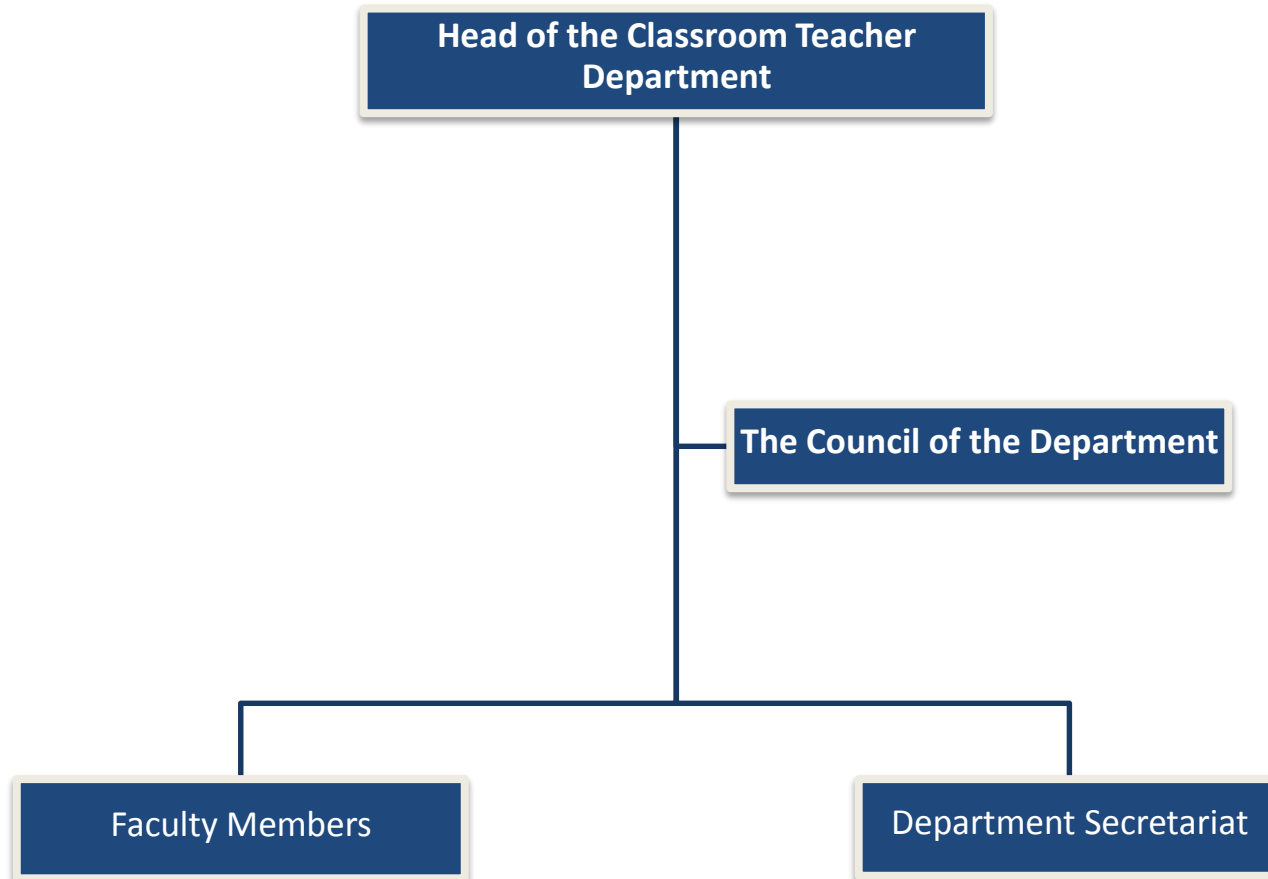 Head of the Classroom Teacher
Department
The Council of the Department
Faculty Members
Department Secretariat